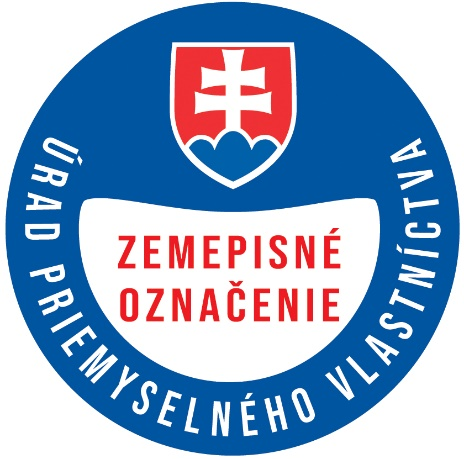 ZEMEPISNÉ
OZNAČENIE
ÚRAD PRIEMYSELNÉHO VLASTNÍCTVA